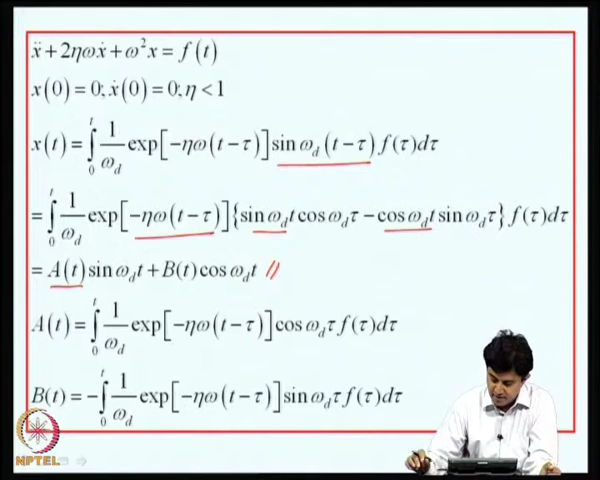 ẍ + 2ηωẋ + ω²x = f(t)
x(0) = 0; ẋ(0) = 0; η < 1
x(t) = ∫₀ᵗ 1/ω_d exp[−ηω(t−τ)] sin ω_d (t−τ) f(τ)dτ
= ∫₀ᵗ 1/ω_d exp[−ηω(t−τ)]{sin ω_d t cos ω_d τ − cos ω_d t sin ω_d τ} f(τ)dτ
= A(t) sin ω_d t + B(t) cos ω_d t //
A(t) = ∫₀ᵗ 1/ω_d exp[−ηω(t−τ)] cos ω_d τ f(τ)dτ
B(t) = −∫₀ᵗ 1/ω_d exp[−ηω(t−τ)] sin ω_d τ f(τ)dτ
NPTEL